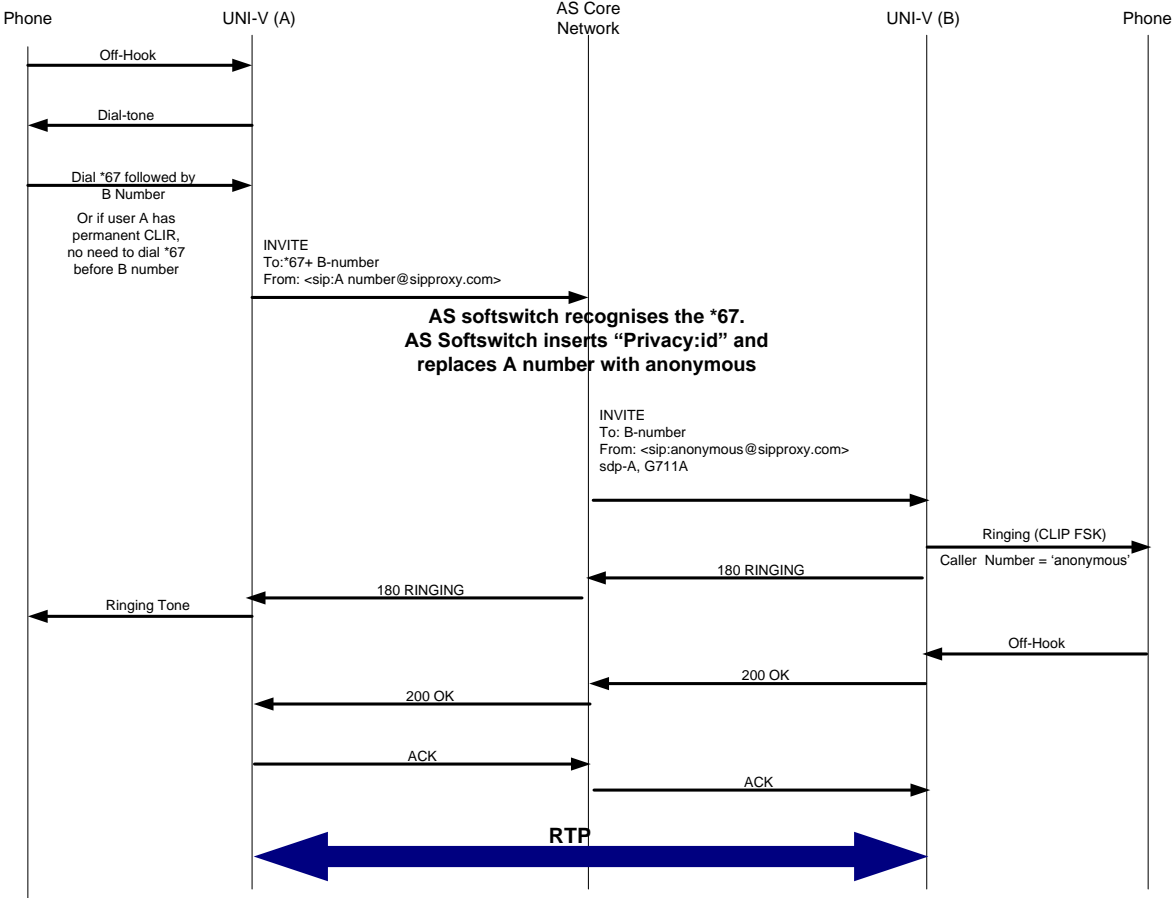 Phone
UNI-V (A)
AS Core
Network
UNI-V (B)
Phone
Off-Hook
Dial-tone
Dial *67 followed by
B Number
Or if user A has
permanent CLIR,
no need to dial *67
before B number
INVITE
To:*67+ B-number
From: <sip:A number@sipproxy.com>
AS softswitch recognises the *67.
AS Softswitch inserts “Privacy:id” and
replaces A number with anonymous
INVITE
To: B-number
From: <sip:anonymous@sipproxy.com>
sdp-A, G711A
Ringing (CLIP FSK)
Caller Number = ‘anonymous’
180 RINGING
180 RINGING
Ringing Tone
Off-Hook
200 OK
200 OK
ACK
ACK
RTP